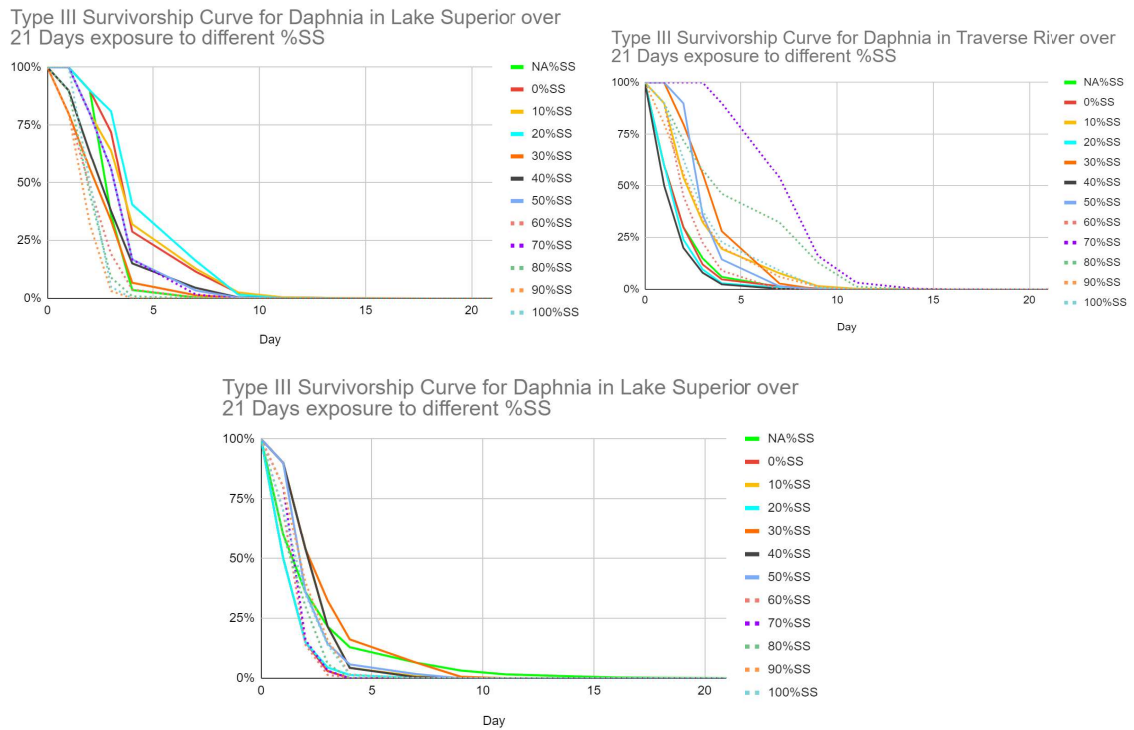 Type III Survivorship Curve for Daphnia in Lake Superior over
21 Days exposure to different %SS
100%
75%
50%
25%
0%
0
5
10
15
20
Day
NA%SS
0%SS
10%SS
20%SS
30%SS
40%SS
50%SS
60%SS
70%SS
80%SS
90%SS
100%SS
Type III Survivorship Curve for Daphnia in Traverse River over
21 Days exposure to different %SS
100%
75%
50%
25%
0%
0
5
10
15
20
Day
NA%SS
0%SS
10%SS
20%SS
30%SS
40%SS
50%SS
60%SS
70%SS
80%SS
90%SS
100%SS
Type III Survivorship Curve for Daphnia in Lake Superior over
21 Days exposure to different %SS
100%
75%
50%
25%
0%
0
5
10
15
20
Day
NA%SS
0%SS
10%SS
20%SS
30%SS
40%SS
50%SS
60%SS
70%SS
80%SS
90%SS
100%SS